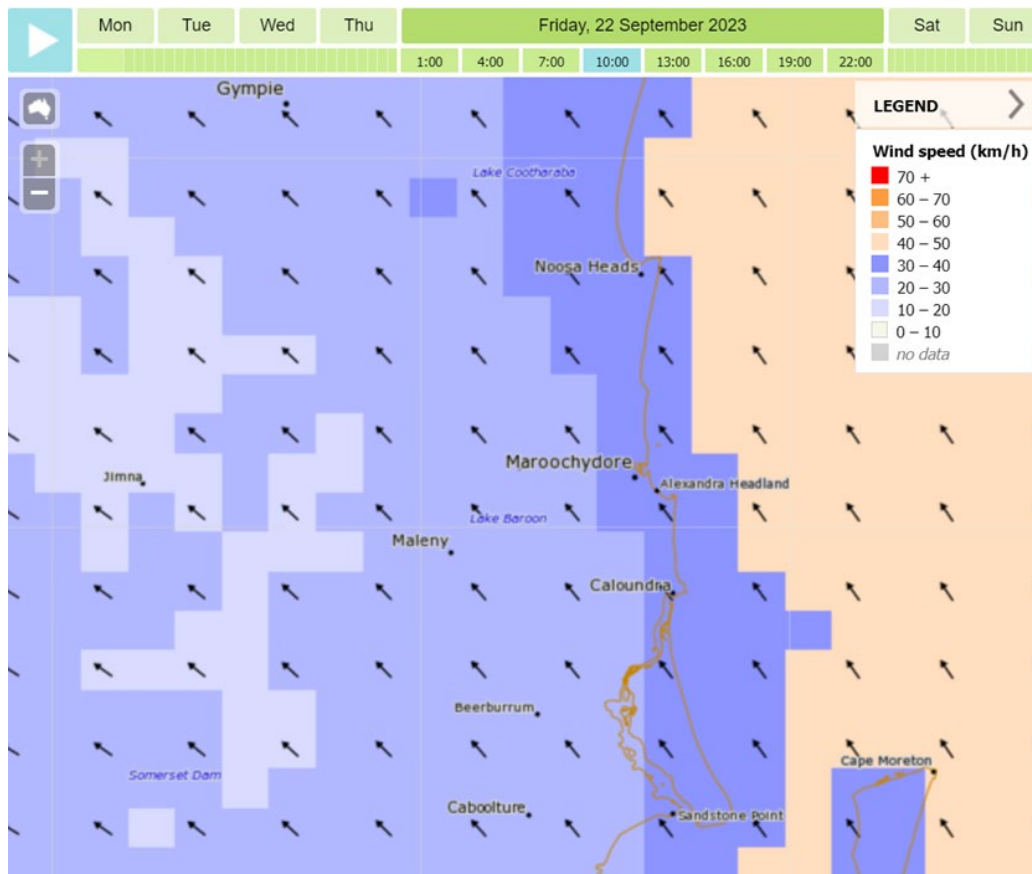 Mon Tue Wed Thu Friday, 22 September 2023 Sat Sun
1:00 4:00 7:00 10:00 13:00 16:00 19:00 22:00
LEGEND
Wind speed (km/h)
70 +
60 – 70
50 – 60
40 – 50
30 – 40
20 – 30
10 – 20
0 – 10
no data
+
−
Gympie
Lake Cootharaba
Noosa Heads
Maroochydore
Alexandra Headland
Jimna
Lake Baroon
Maleny
Caloundra
Beerburrum
Cape Moreton
Somerset Dam
Caboolture
Sandstone Point